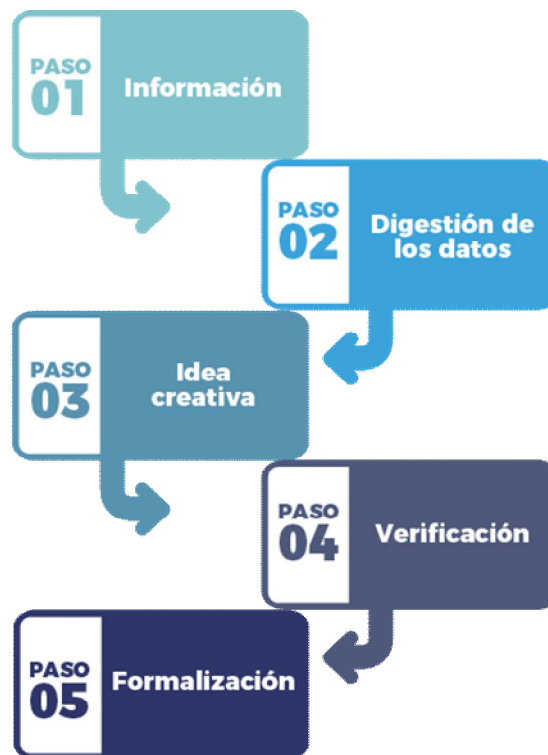 PASO
01
Información
PASO
02
Digestión de
los datos
PASO
03
Idea
creativa
PASO
04
Verificación
PASO
05
Formalización